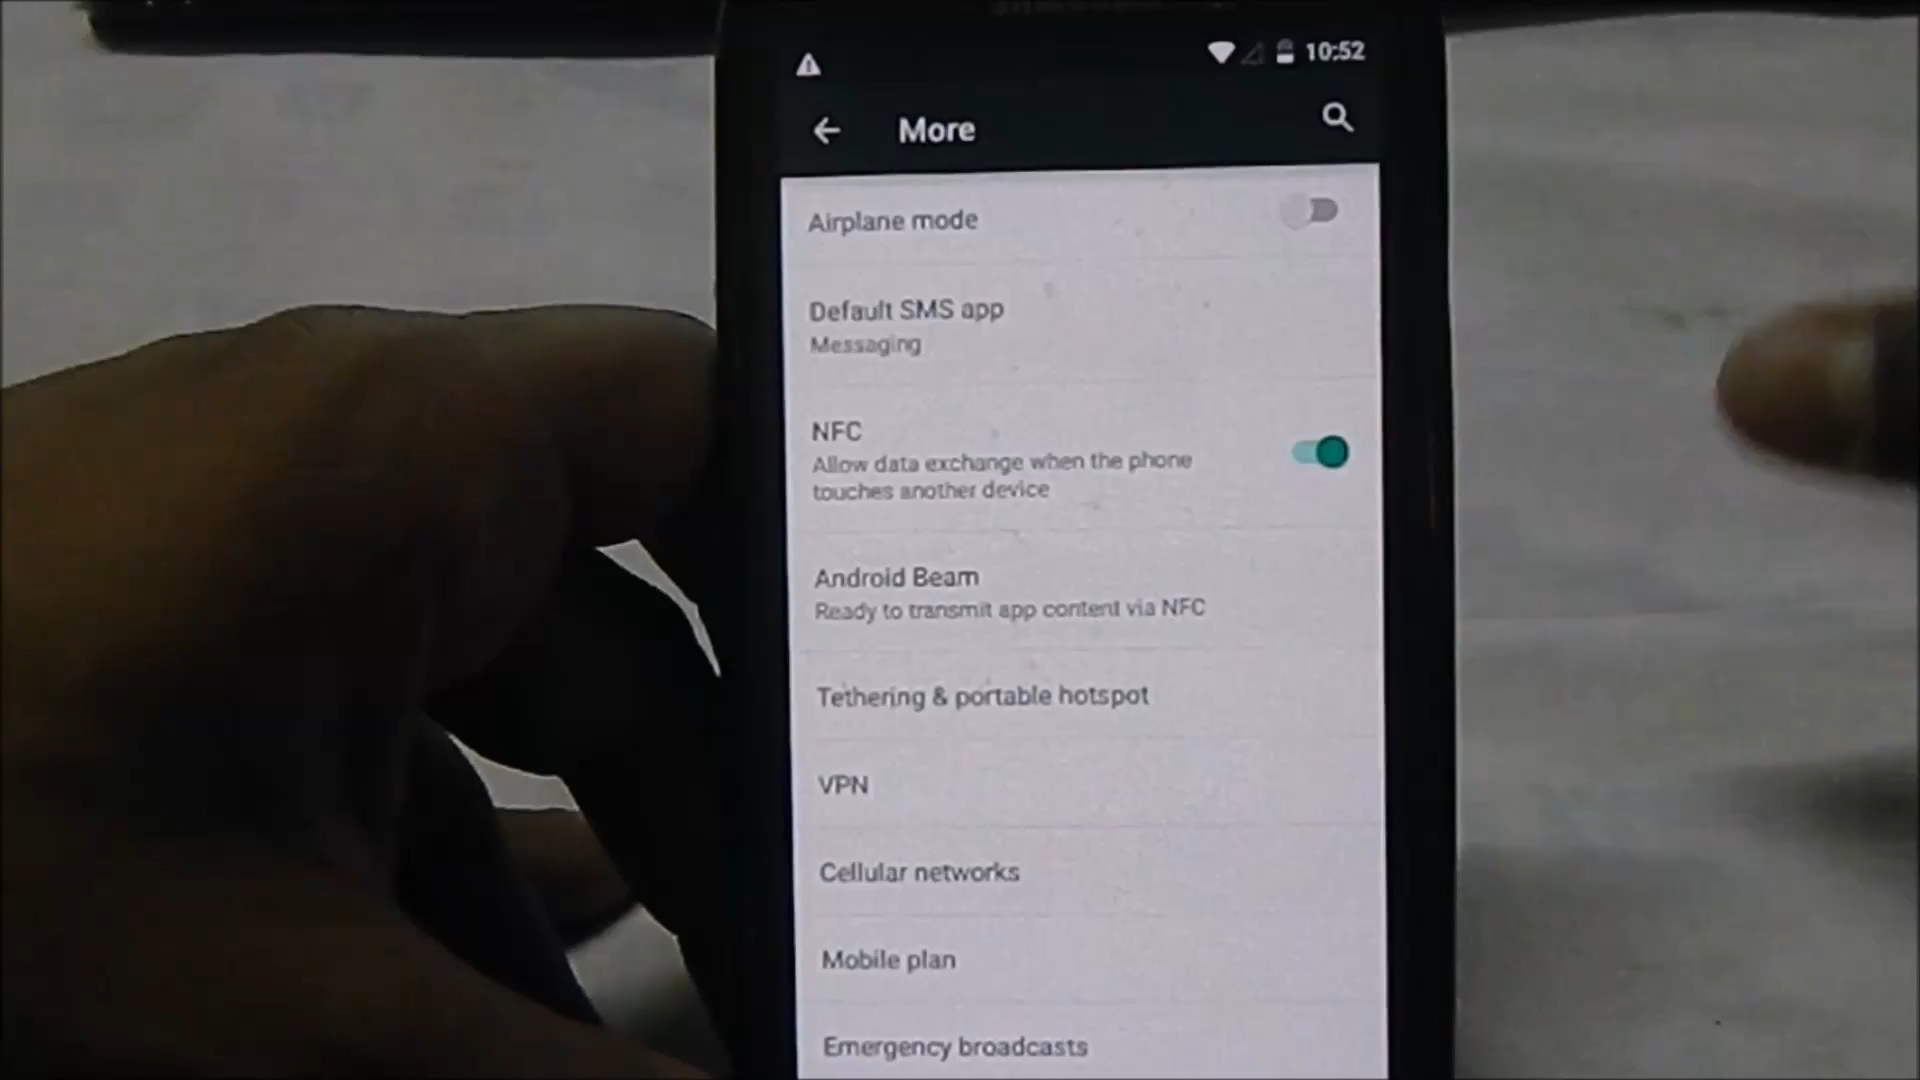 10:52
More
Airplane mode
Default SMS app
Messaging
NFC
Allow data exchange when the phone
touches another device
Android Beam
Ready to transmit app content via NFC
Tethering & portable hotspot
VPN
Cellular networks
Mobile plan
Emergency broadcasts